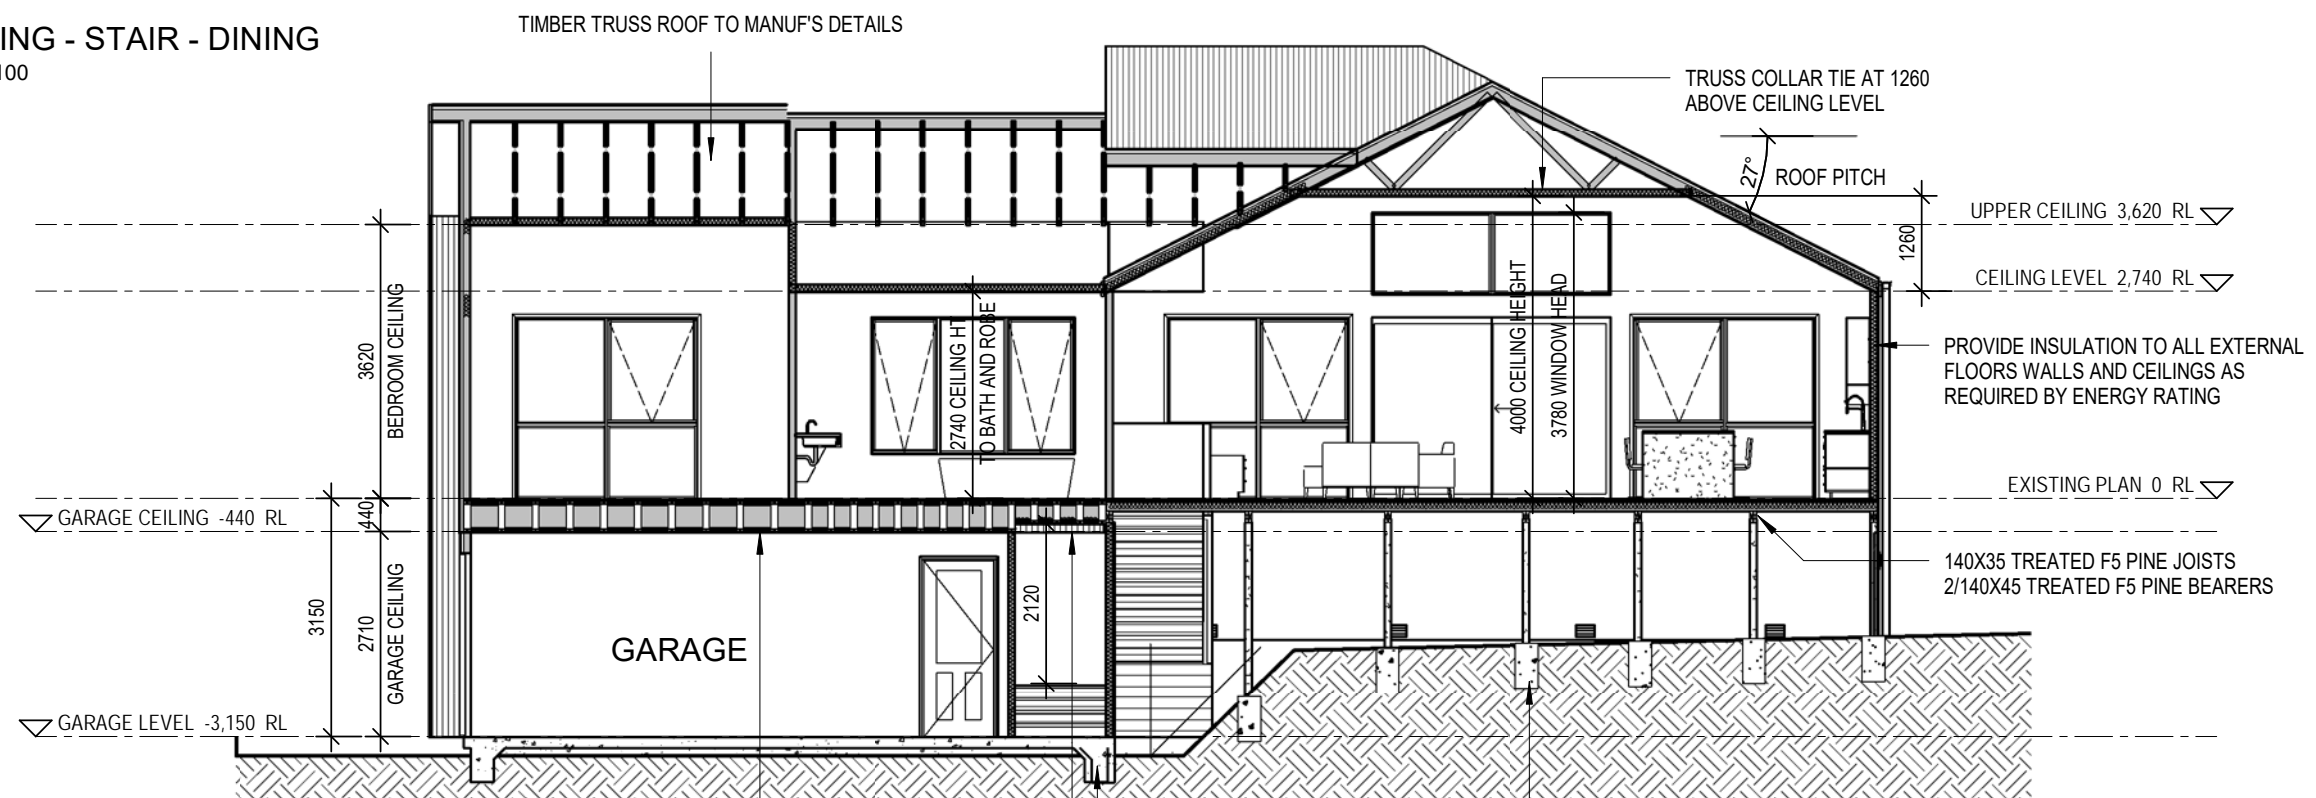 ING - STAIR - DINING
100
TIMBER TRUSS ROOF TO MANUF'S DETAILS
TRUSS COLLAR TIE AT 1260
ABOVE CEILING LEVEL
27°
ROOF PITCH
UPPER CEILING 3,620 RL
1260
CEILING LEVEL 2,740 RL
3620
BEDROOM CEILING
2740 CEILING HT
TO BATH AND ROBE
4000 CEILING HEIGHT
3780 WINDOW HEAD
PROVIDE INSULATION TO ALL EXTERNAL
FLOORS WALLS AND CEILINGS AS
REQUIRED BY ENERGY RATING
EXISTING PLAN 0 RL
GARAGE CEILING -440 RL
440
140X35 TREATED F5 PINE JOISTS
2/140X45 TREATED F5 PINE BEARERS
3150
2710
GARAGE CEILING
GARAGE
2120
GARAGE LEVEL -3,150 RL